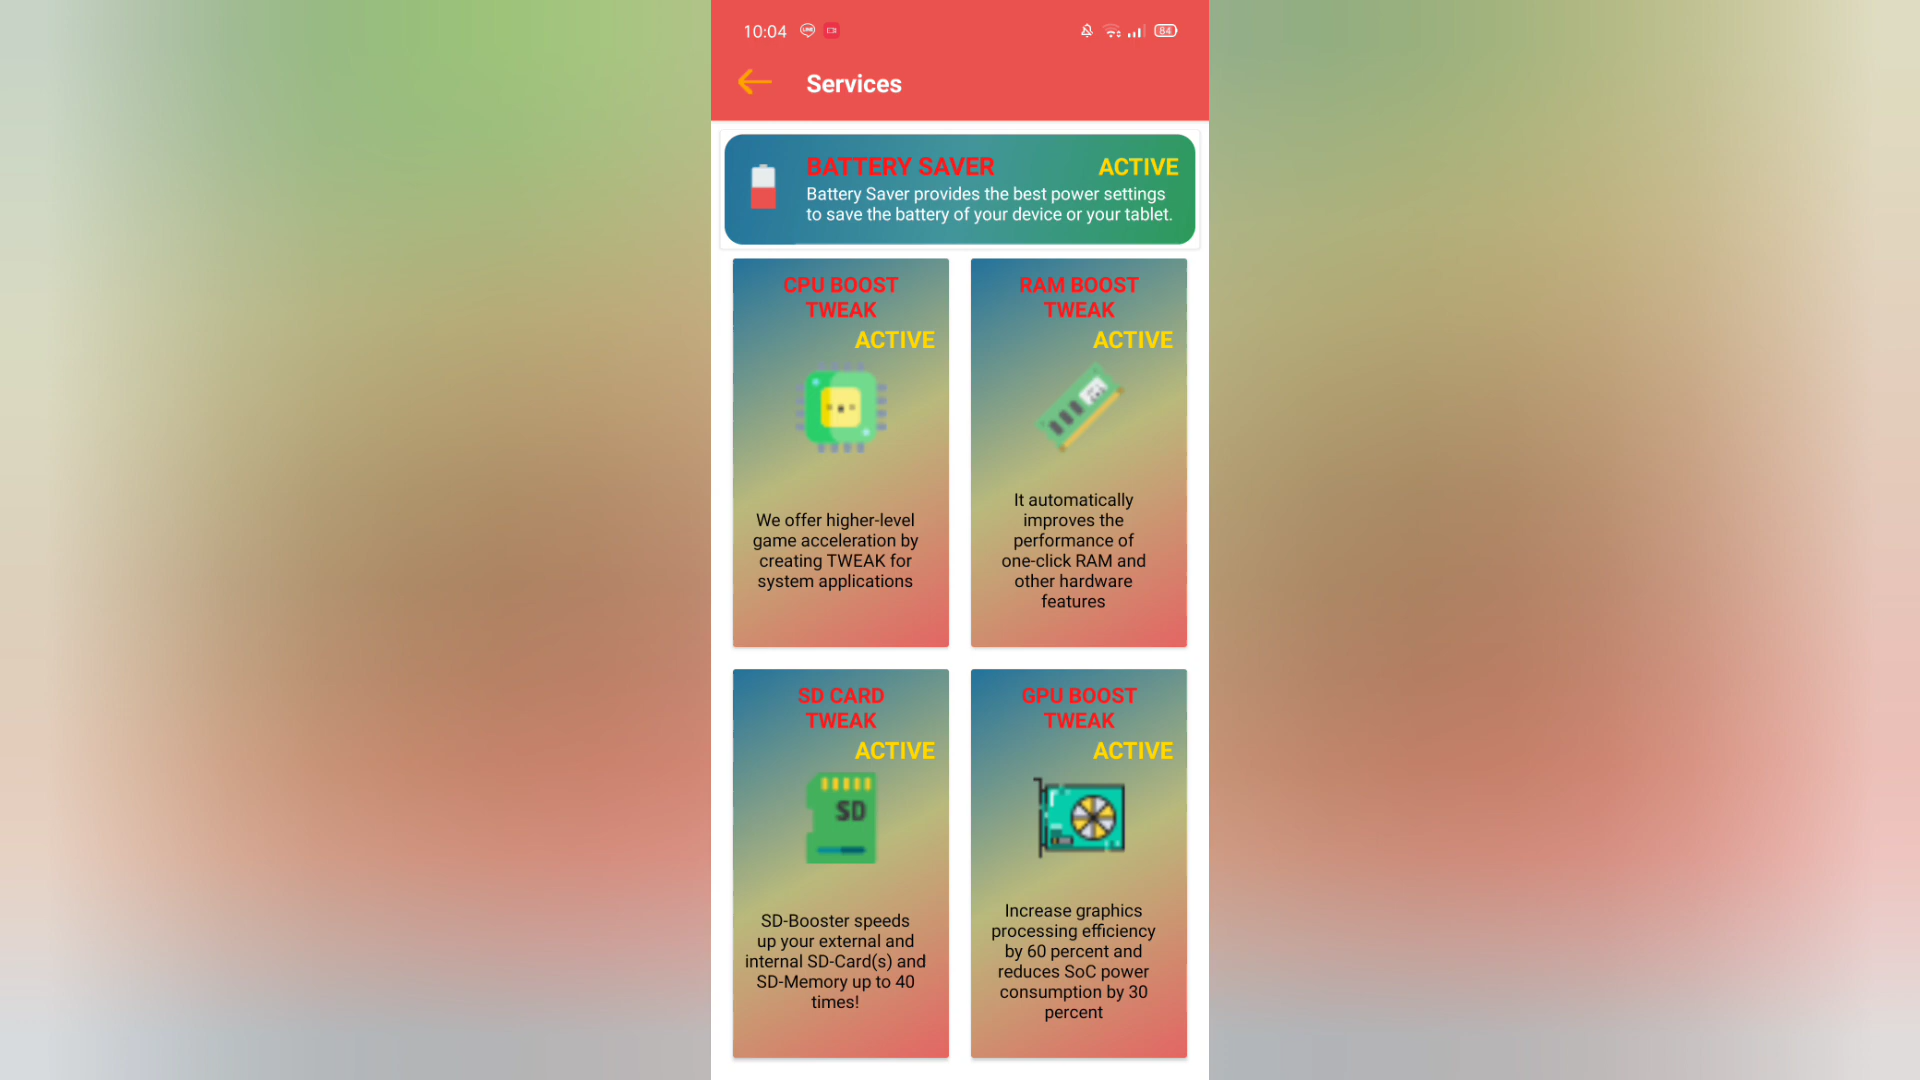 10:04
84
Services
BATTERY SAVER
ACTIVE
Battery Saver provides the best power settings
to save the battery of your device or your tablet.
CPU BOOST
TWEAK
ACTIVE
We offer higher-level
game acceleration by
creating TWEAK for
system applications
RAM BOOST
TWEAK
ACTIVE
It automatically
improves the
performance of
one-click RAM and
other hardware
features
SD CARD
TWEAK
ACTIVE
SD
SD-Booster speeds
up your external and
internal SD-Card(s) and
SD-Memory up to 40
times!
GPU BOOST
TWEAK
ACTIVE
Increase graphics
processing efficiency
by 60 percent and
reduces SoC power
consumption by 30
percent